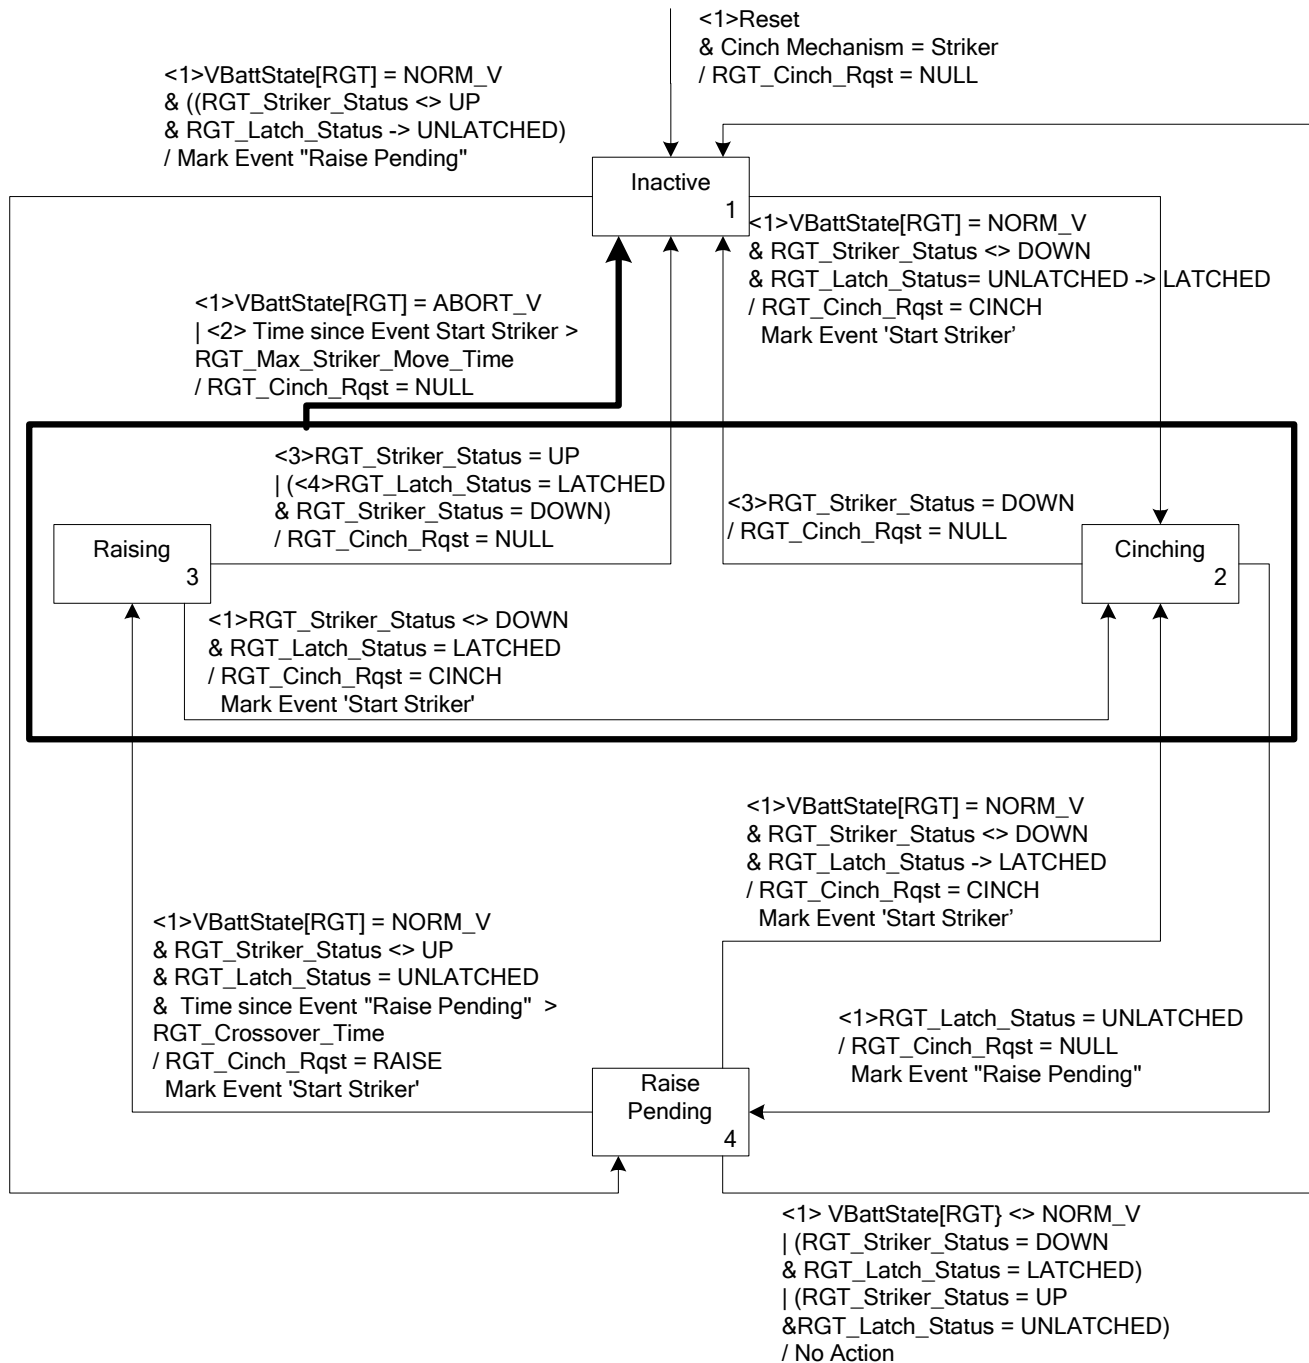 <1>Reset
& Cinch Mechanism = Striker
/ RGT_Cinch_Rqst = NULL
<1>VBattState[RGT] = NORM_V
& ((RGT_Striker_Status <> UP
& RGT_Latch_Status -> UNLATCHED)
/ Mark Event "Raise Pending"
Inactive
1
<1>VBattState[RGT] = NORM_V
& RGT_Striker_Status <> DOWN
& RGT_Latch_Status= UNLATCHED -> LATCHED
/ RGT_Cinch_Rqst = CINCH
Mark Event 'Start Striker’
<1>VBattState[RGT] = ABORT_V
| <2> Time since Event Start Striker >
RGT_Max_Striker_Move_Time
/ RGT_Cinch_Rqst = NULL
<3>RGT_Striker_Status = UP
| (<4>RGT_Latch_Status = LATCHED
& RGT_Striker_Status = DOWN)
/ RGT_Cinch_Rqst = NULL
<3>RGT_Striker_Status = DOWN
/ RGT_Cinch_Rqst = NULL
Raising
3
Cinching
2
<1>RGT_Striker_Status <> DOWN
& RGT_Latch_Status = LATCHED
/ RGT_Cinch_Rqst = CINCH
Mark Event 'Start Striker'
<1>VBattState[RGT] = NORM_V
& RGT_Striker_Status <> DOWN
& RGT_Latch_Status -> LATCHED
/ RGT_Cinch_Rqst = CINCH
Mark Event 'Start Striker’
<1>VBattState[RGT] = NORM_V
& RGT_Striker_Status <> UP
& RGT_Latch_Status = UNLATCHED
& Time since Event "Raise Pending" >
RGT_Crossover_Time
/ RGT_Cinch_Rqst = RAISE
Mark Event 'Start Striker'
<1>RGT_Latch_Status = UNLATCHED
/ RGT_Cinch_Rqst = NULL
Mark Event "Raise Pending"
Raise
Pending
4
<1> VBattState[RGT} <> NORM_V
| (RGT_Striker_Status = DOWN
& RGT_Latch_Status = LATCHED)
| (RGT_Striker_Status = UP
&RGT_Latch_Status = UNLATCHED)
/ No Action